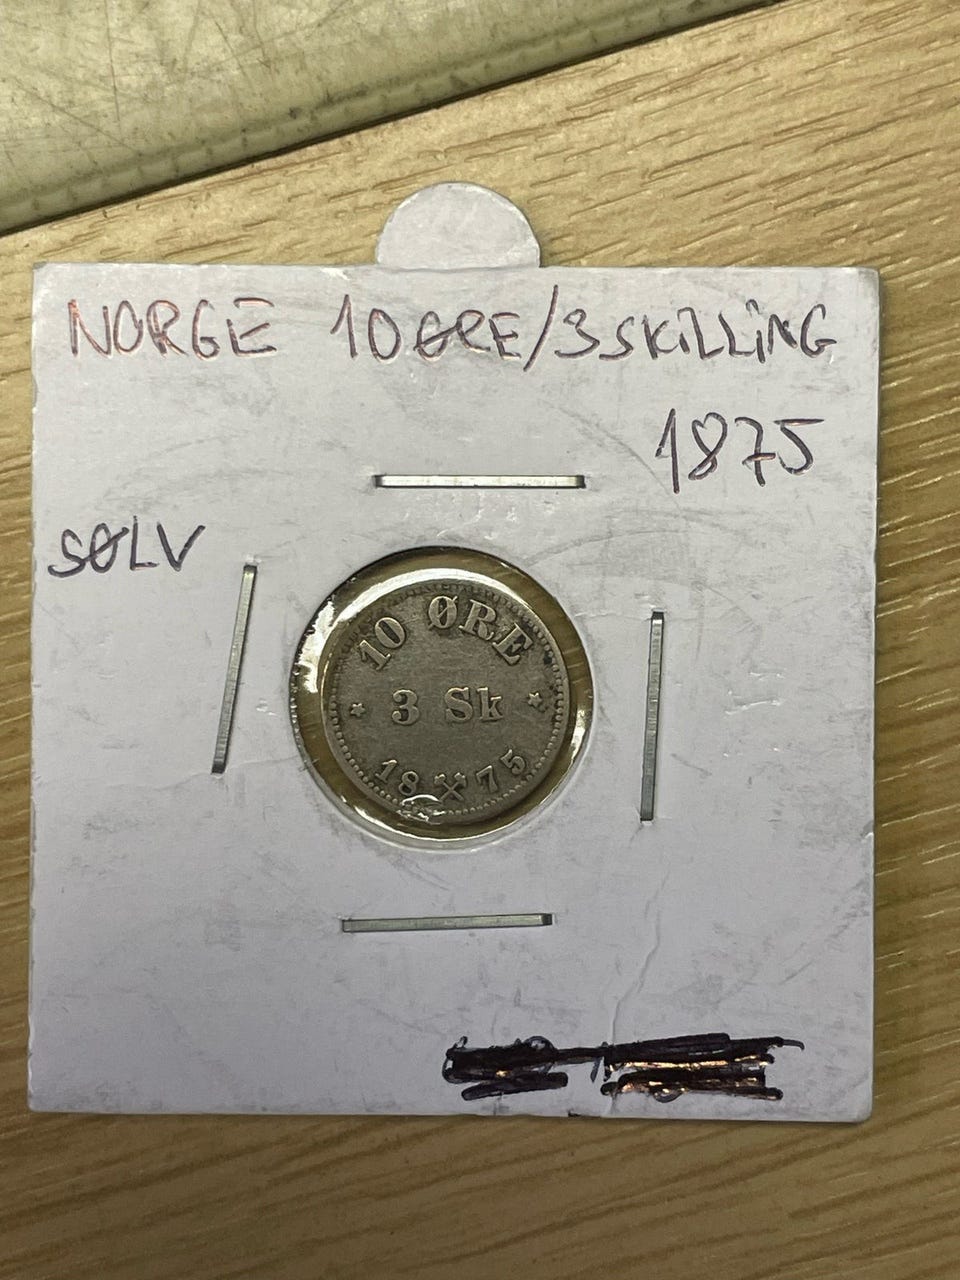 NORGE 10 ØRE/3 SKILLING
1875
SØLV
10 ØRE
3 Sk
18 75